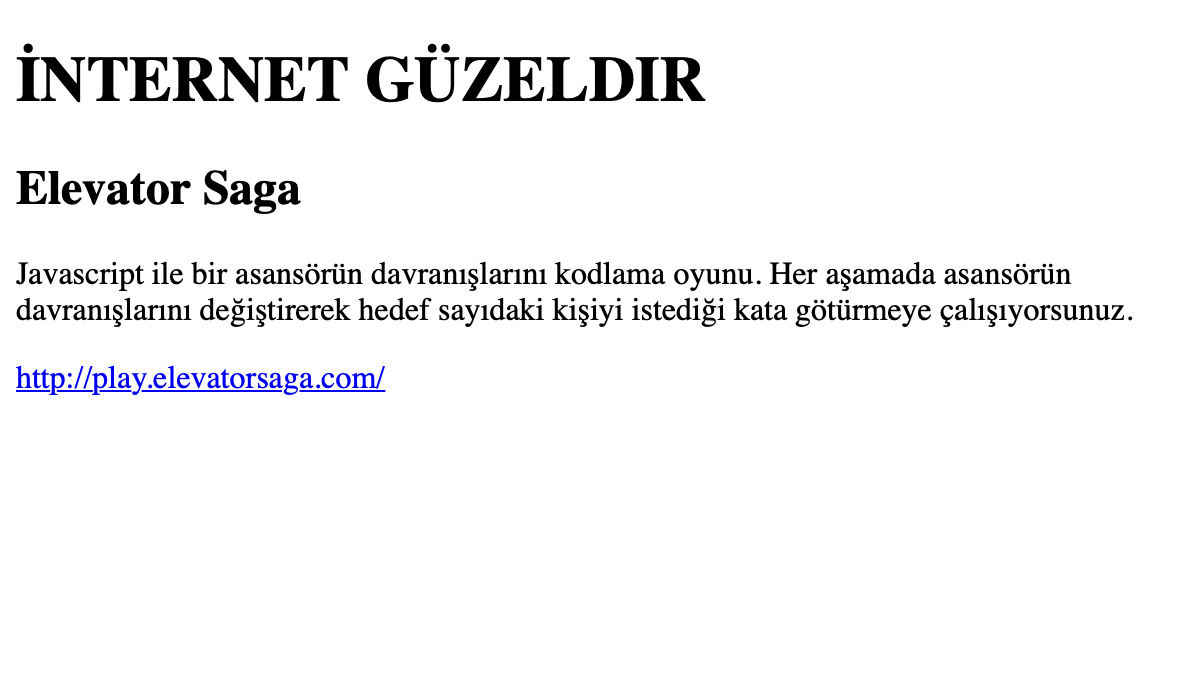 İNTERNET GÜZELDIR
Elevator Saga
Javascript ile bir asansörün davranışlarını kodlama oyunu. Her aşamada asansörün
davranışlarını değiştirerek hedef sayıdaki kişiyi istediği kata götürmeye çalışıyorsunuz.
http://play.elevatorsaga.com/